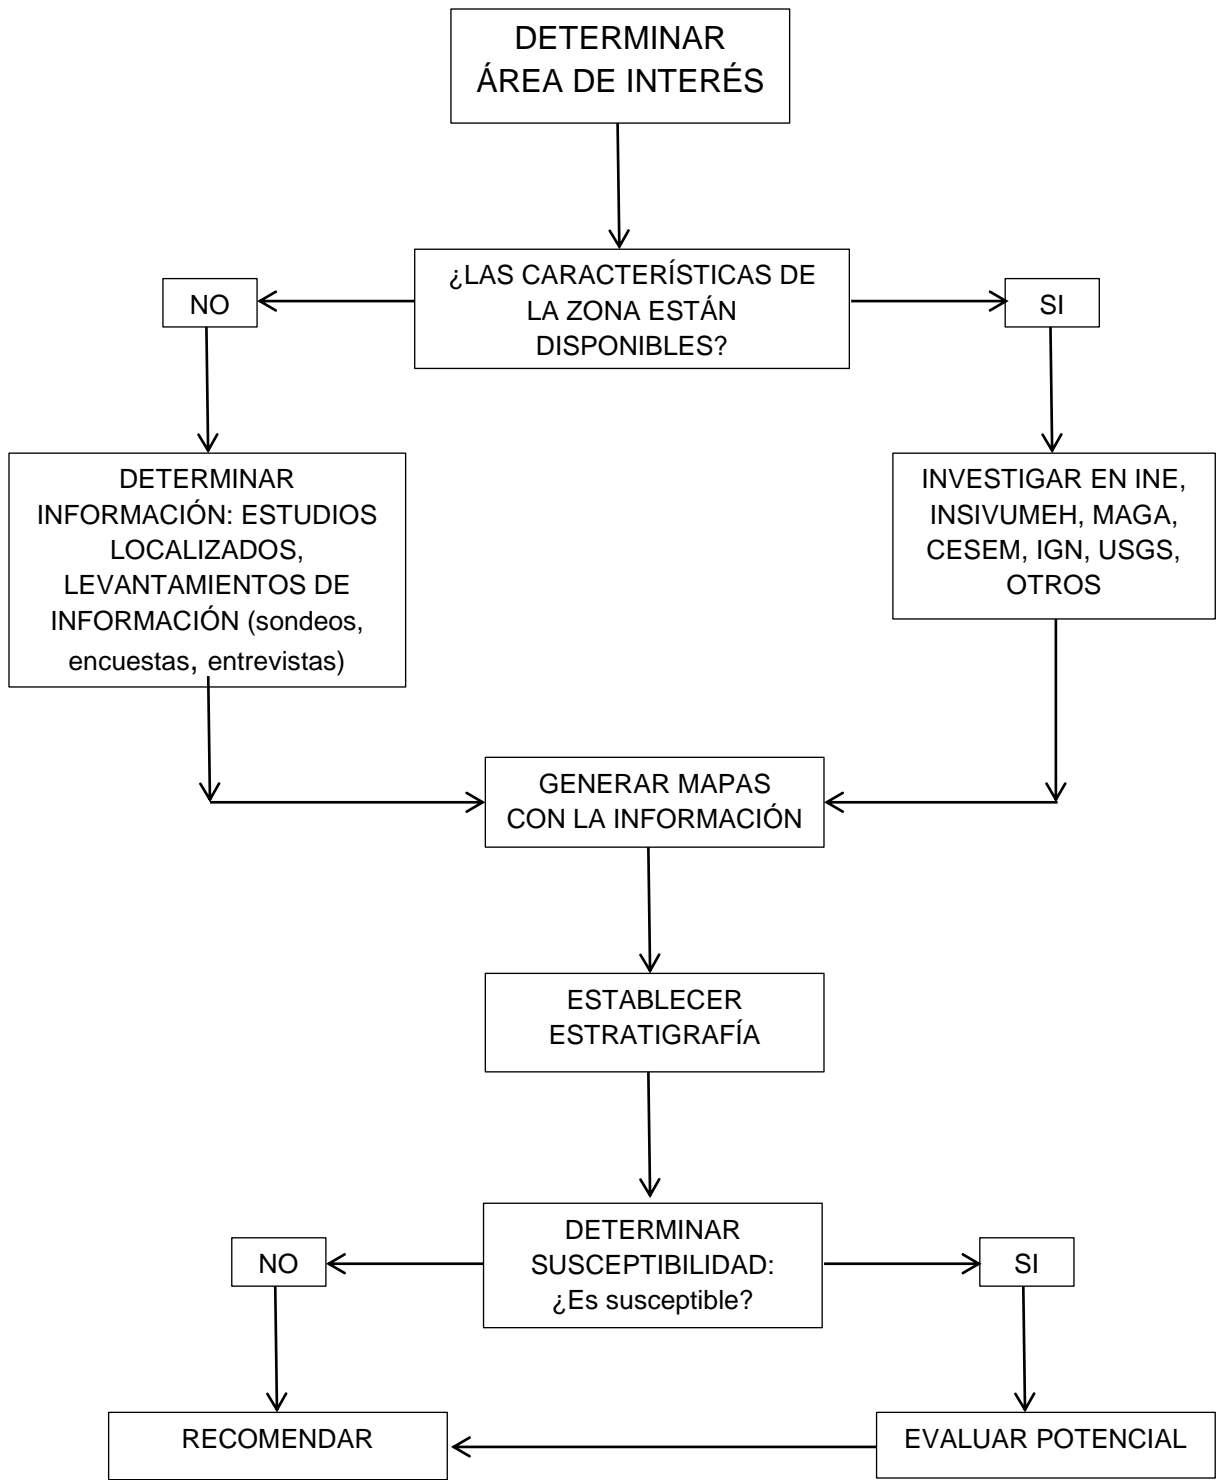 DETERMINAR
ÁREA DE INTERÉS
¿LAS CARACTERÍSTICAS DE
LA ZONA ESTÁN
DISPONIBLES?
NO
SI
DETERMINAR
INFORMACIÓN: ESTUDIOS
LOCALIZADOS,
LEVANTAMIENTOS DE
INFORMACIÓN (sondeos,
encuestas, entrevistas)
INVESTIGAR EN INE,
INSIVUMEH, MAGA,
CESEM, IGN, USGS,
OTROS
GENERAR MAPAS
CON LA INFORMACIÓN
ESTABLECER
ESTRATIGRAFÍA
DETERMINAR
SUSCEPTIBILIDAD:
¿Es susceptible?
NO
SI
RECOMENDAR
EVALUAR POTENCIAL